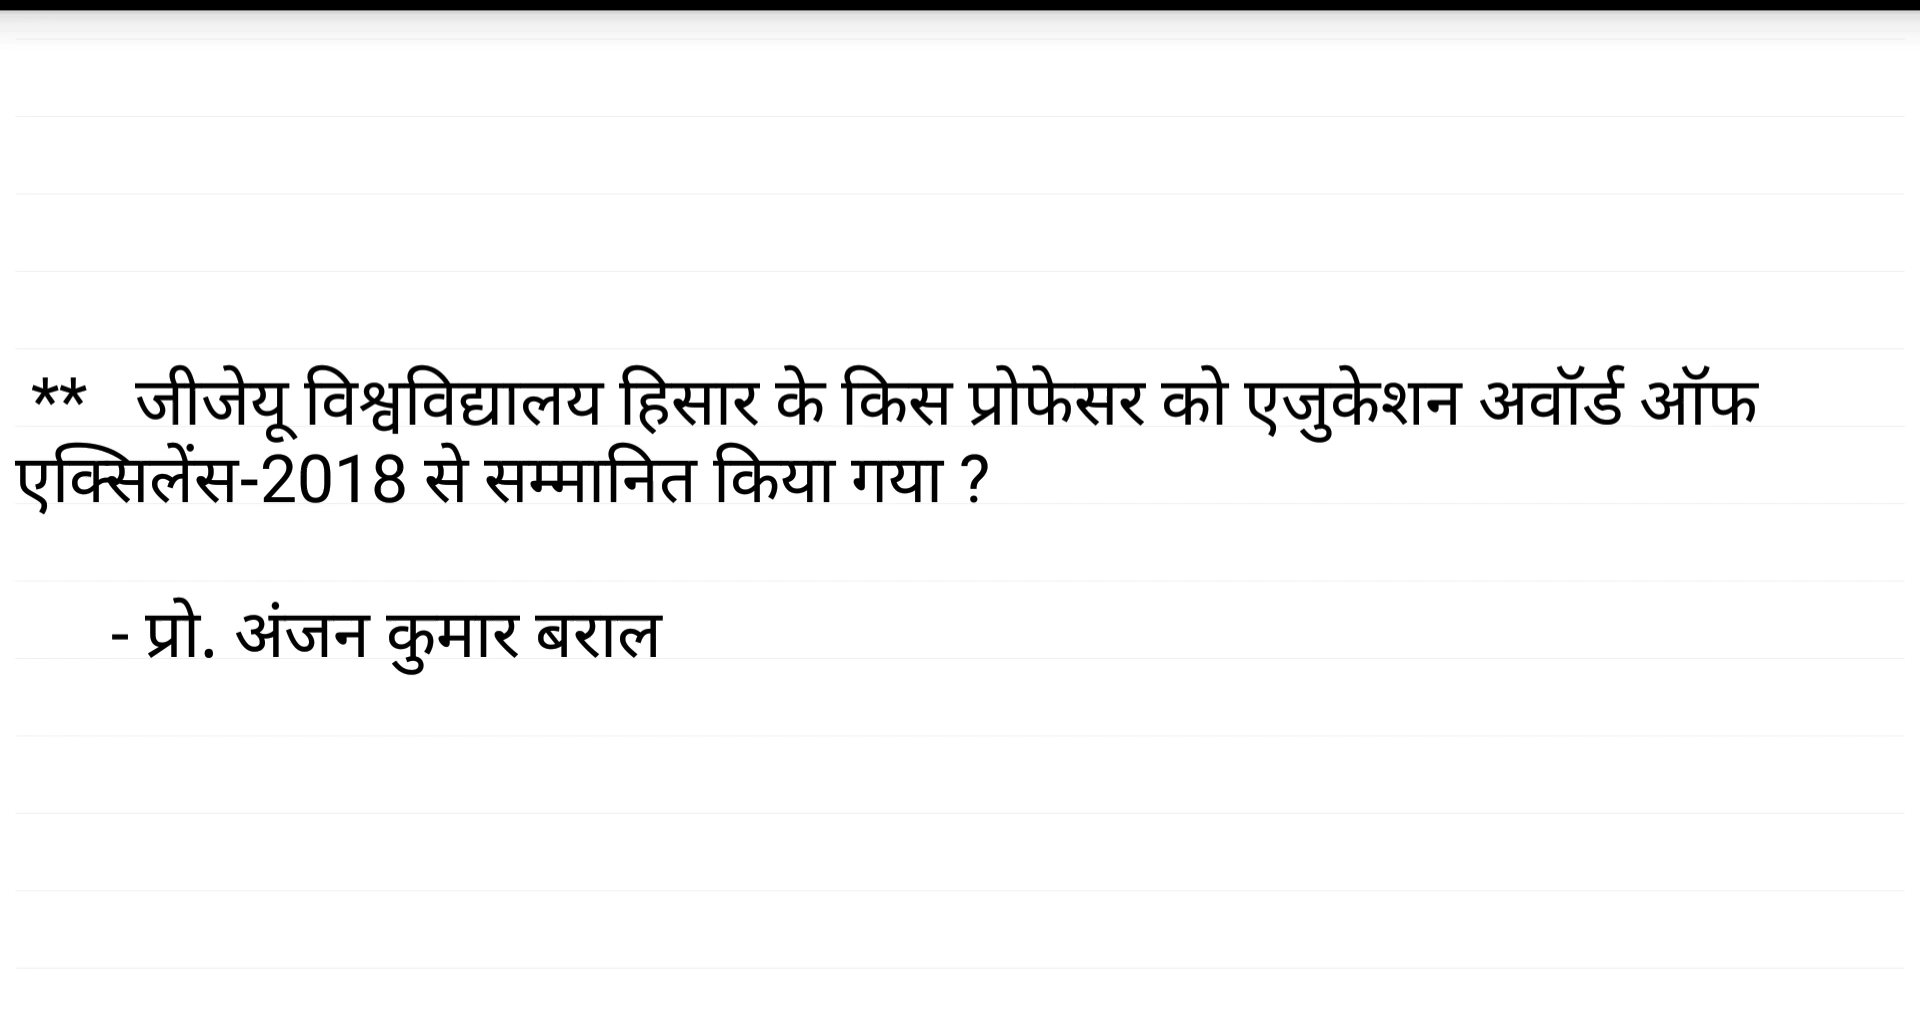 ** जीजेयू विश्वविद्यालय हिसार के किस प्रोफेसर को एजुकेशन अवॉर्ड ऑफ
एक्सिलेंस-2018 से सम्मानित किया गया ?
- प्रो. अंजन कुमार बराल